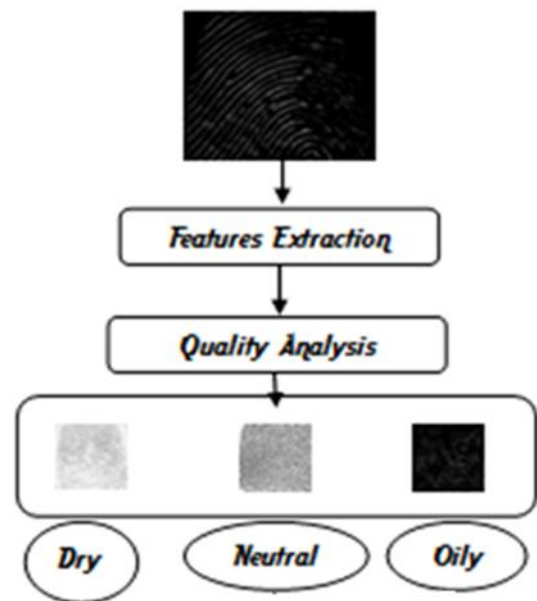 Features Extraction
Quality Analysis
Dry
Neutral
Oily